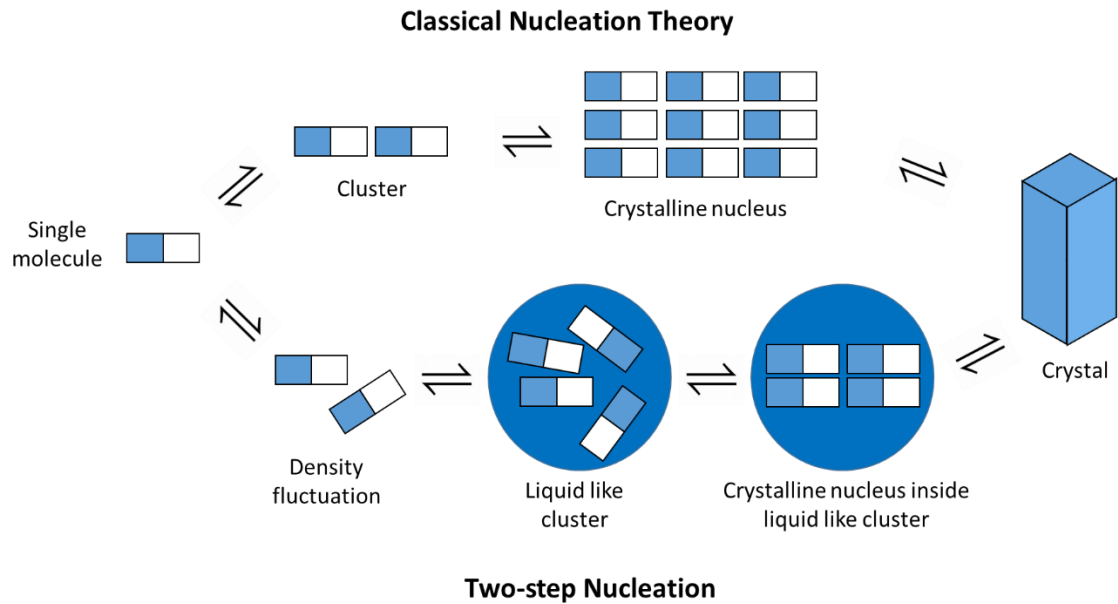 Classical Nucleation Theory
Cluster
Crystalline nucleus
Single
molecule
Crystal
Density
fluctuation
Liquid like
cluster
Crystalline nucleus inside
liquid like cluster
Two-step Nucleation